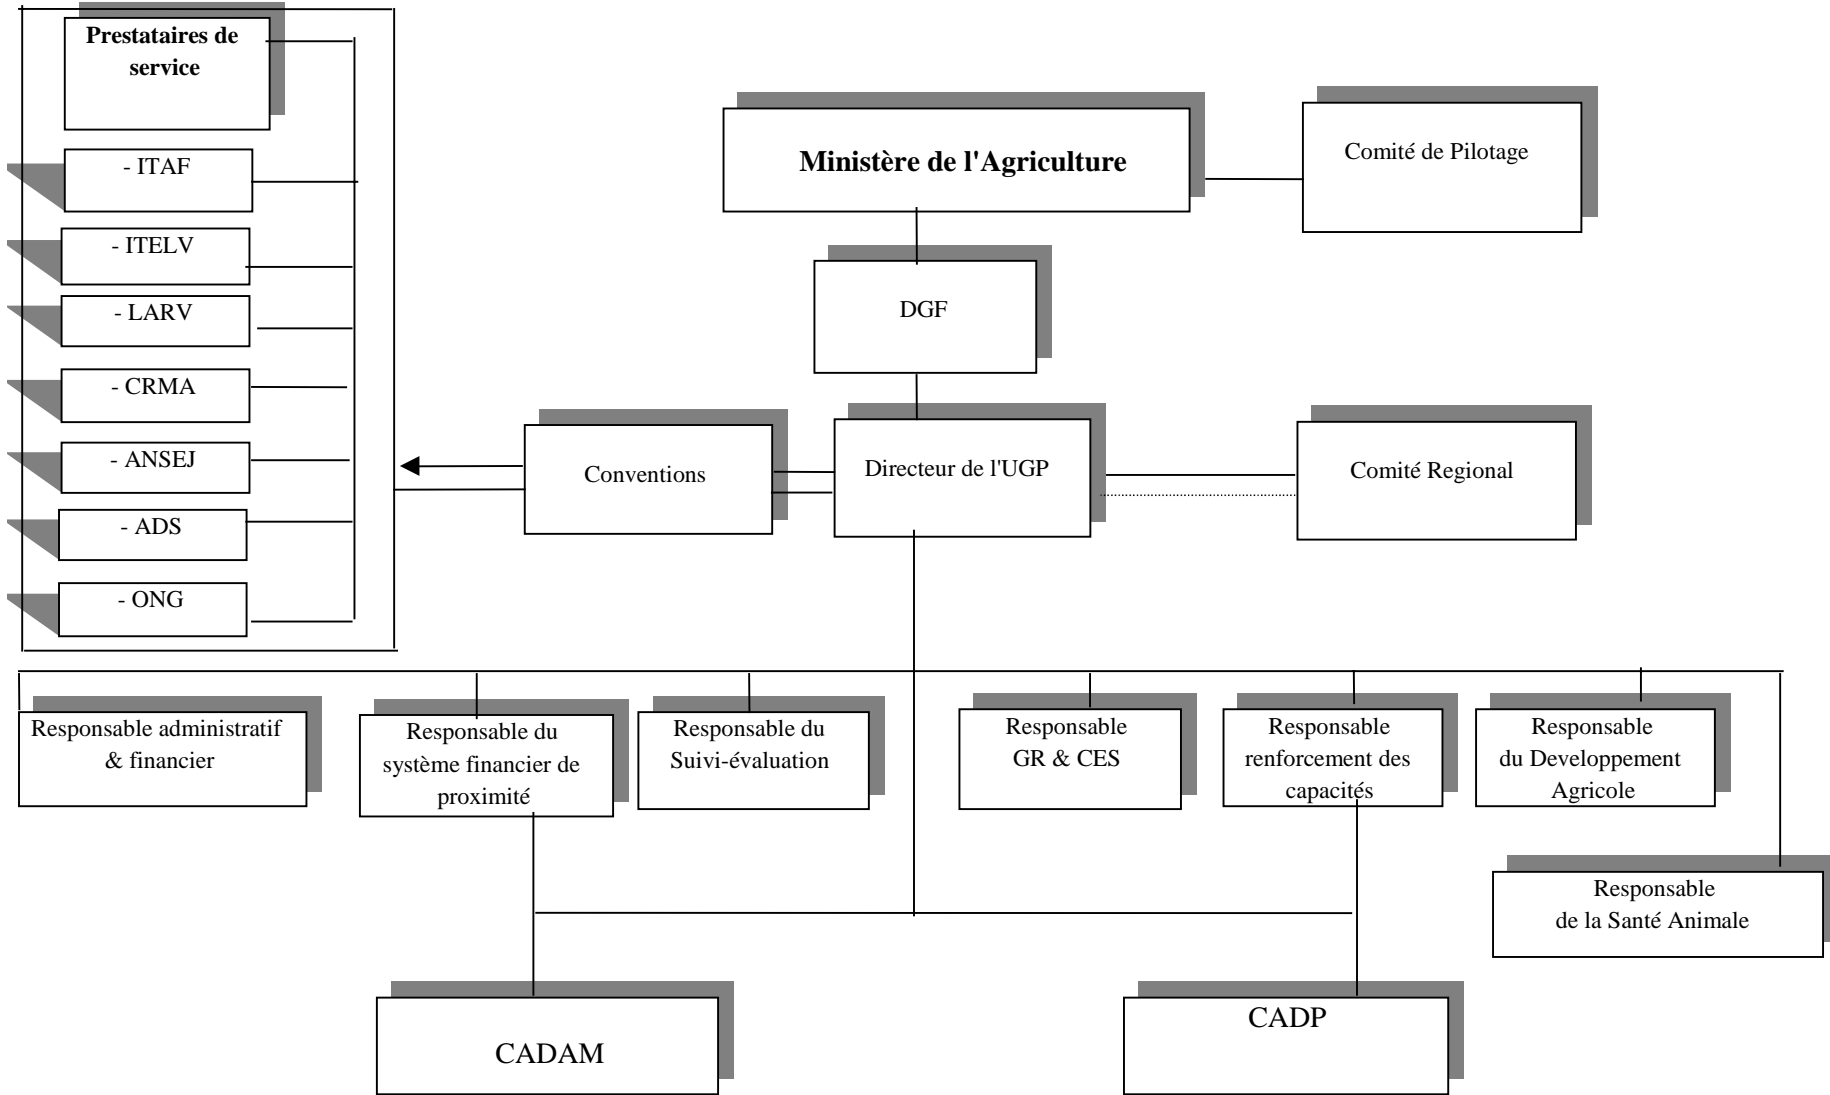 Prestataires de
service
- ITAF
- ITELV
- LARV
- CRMA
- ANSEJ
- ADS
- ONG
Ministère de l'Agriculture
Comité de Pilotage
DGF
Conventions
Directeur de l'UGP
Comité Regional
Responsable administratif
& financier
Responsable du
système financier de
proximité
Responsable du
Suivi-évaluation
Responsable
GR & CES
Responsable
renforcement des
capacités
Responsable
du Developpement
Agricole
Responsable
de la Santé Animale
CADAM
CADP